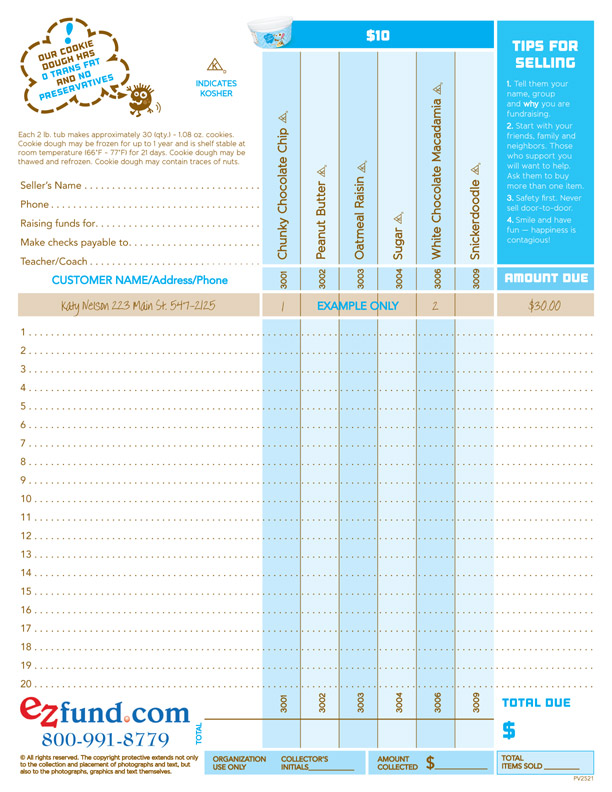 OUR COOKIE
DOUGH HAS
0 TRANS FAT
AND NO
PRESERVATIVES
K D
INDICATES
KOSHER
$10
TIPS FOR
SELLING
1. Tell them your
name, group
and why you are
fundraising.
2. Start with your
friends, family and
neighbors. Those
who support you
will want to help.
Ask them to buy
more than one item.
3. Safety first. Never
sell door-to-door.
4. Smile and have
fun — happiness is
contagious!
Each 2 lb. tub makes approximately 30 (qty.) - 1.08 oz. cookies.
Cookie dough may be frozen for up to 1 year and is shelf stable at
room temperature (66°F - 77°F) for 21 days. Cookie dough may be
thawed and refrozen. Cookie dough may contain traces of nuts.
Seller's Name
Phone
Raising funds for
Make checks payable to
Teacher/Coach
Chunky Chocolate Chip
Peanut Butter
Oatmeal Raisin
Sugar
White Chocolate Macadamia
Snickerdoodle
CUSTOMER NAME/Address/Phone 3001 3002 3003 3004 3006 3009 AMOUNT DUE
Katy Nelson 223 Main St. 547-2125 1 EXAMPLE ONLY 2 $30.00
1
2
3
4
5
6
7
8
9
10
11
12
13
14
15
16
17
18
19
20
ezfund.com
800-991-8779
TOTAL
3001 3002 3003 3004 3006 3009
TOTAL DUE
$
© All rights reserved. The copyright protective extends not only
to the collection and placement of photographs and text, but
also to the photographs, graphics and text themselves.
ORGANIZATION
USE ONLY
COLLECTOR'S
INITIALS
AMOUNT
COLLECTED $
TOTAL
ITEMS SOLD
PV2521